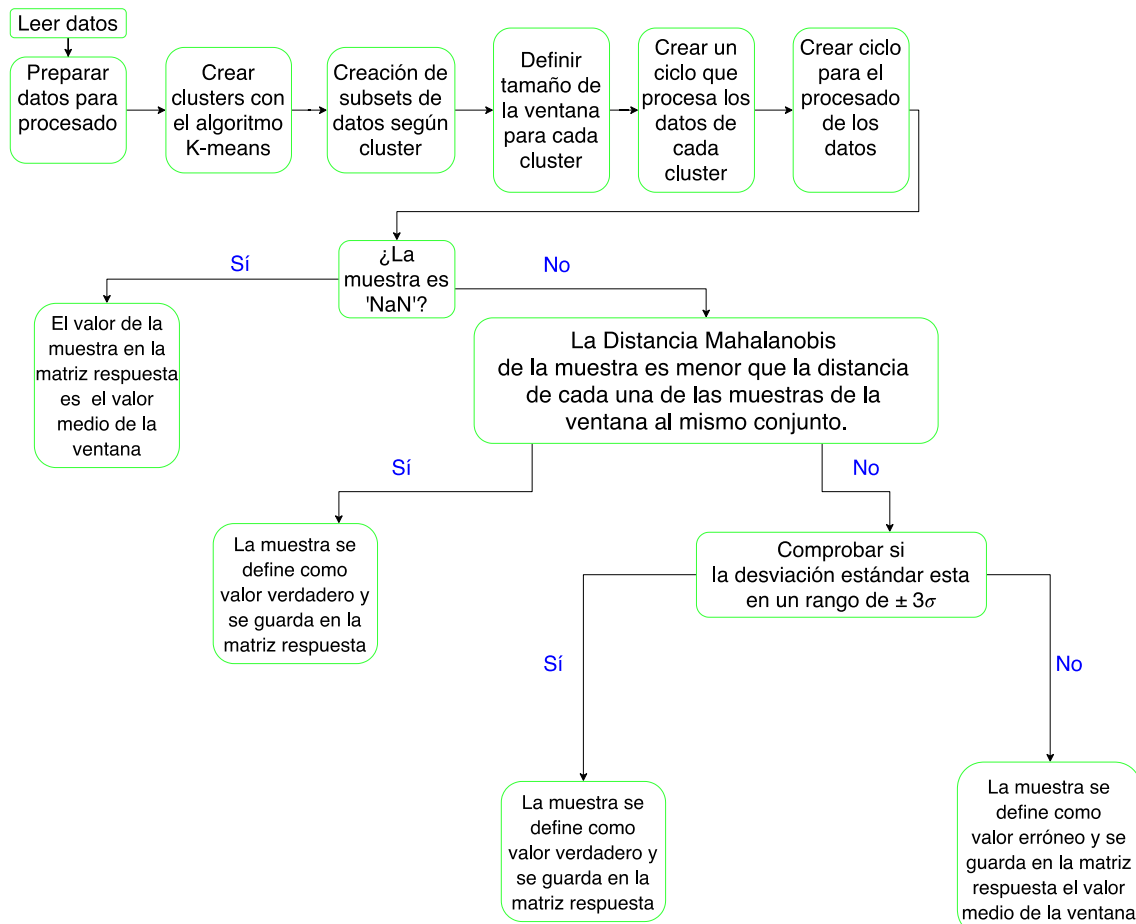 Leer datos
Preparar
datos para
procesado
Crear
clusters con
el algoritmo
K-means
Creación de
subsets de
datos según
cluster
Definir
tamaño de
la ventana
para cada
cluster
Crear un
ciclo que
procesa los
datos de
cada
cluster
Crear ciclo
para el
procesado
de los
datos
¿La
muestra es
'NaN'?
Sí
No
El valor de la
muestra en la
matriz respuesta
es el valor
medio de la
ventana
La Distancia Mahalanobis
de la muestra es menor que la distancia
de cada una de las muestras de la
ventana al mismo conjunto.
Sí
No
La muestra se
define como
valor verdadero y
se guarda en la
matriz respuesta
Comprobar si
la desviación estándar esta
en un rango de ± 3σ
Sí
No
La muestra se
define como
valor verdadero y
se guarda en la
matriz respuesta
La muestra se
define como
valor erróneo y se
guarda en la matriz
respuesta el valor
medio de la ventana